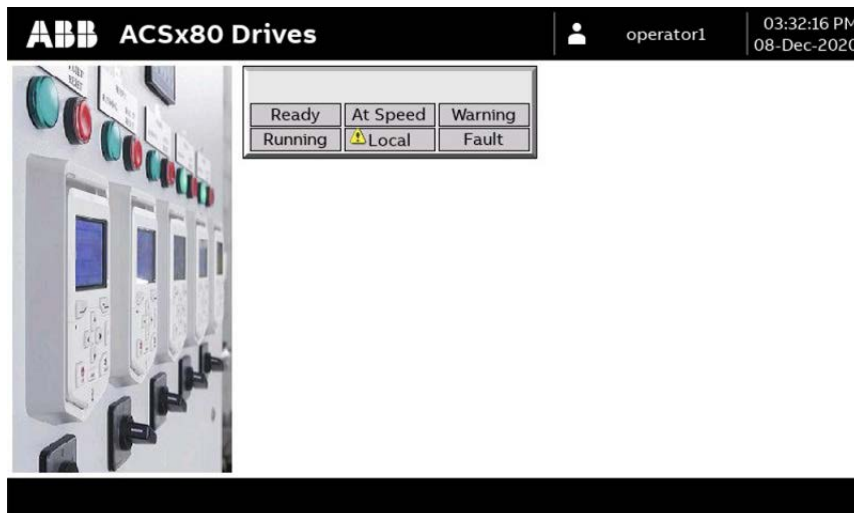 ABB ACSx80 Drives
operator1
03:32:16 PM
08-Dec-2020
Ready At Speed Warning
Running Local Fault